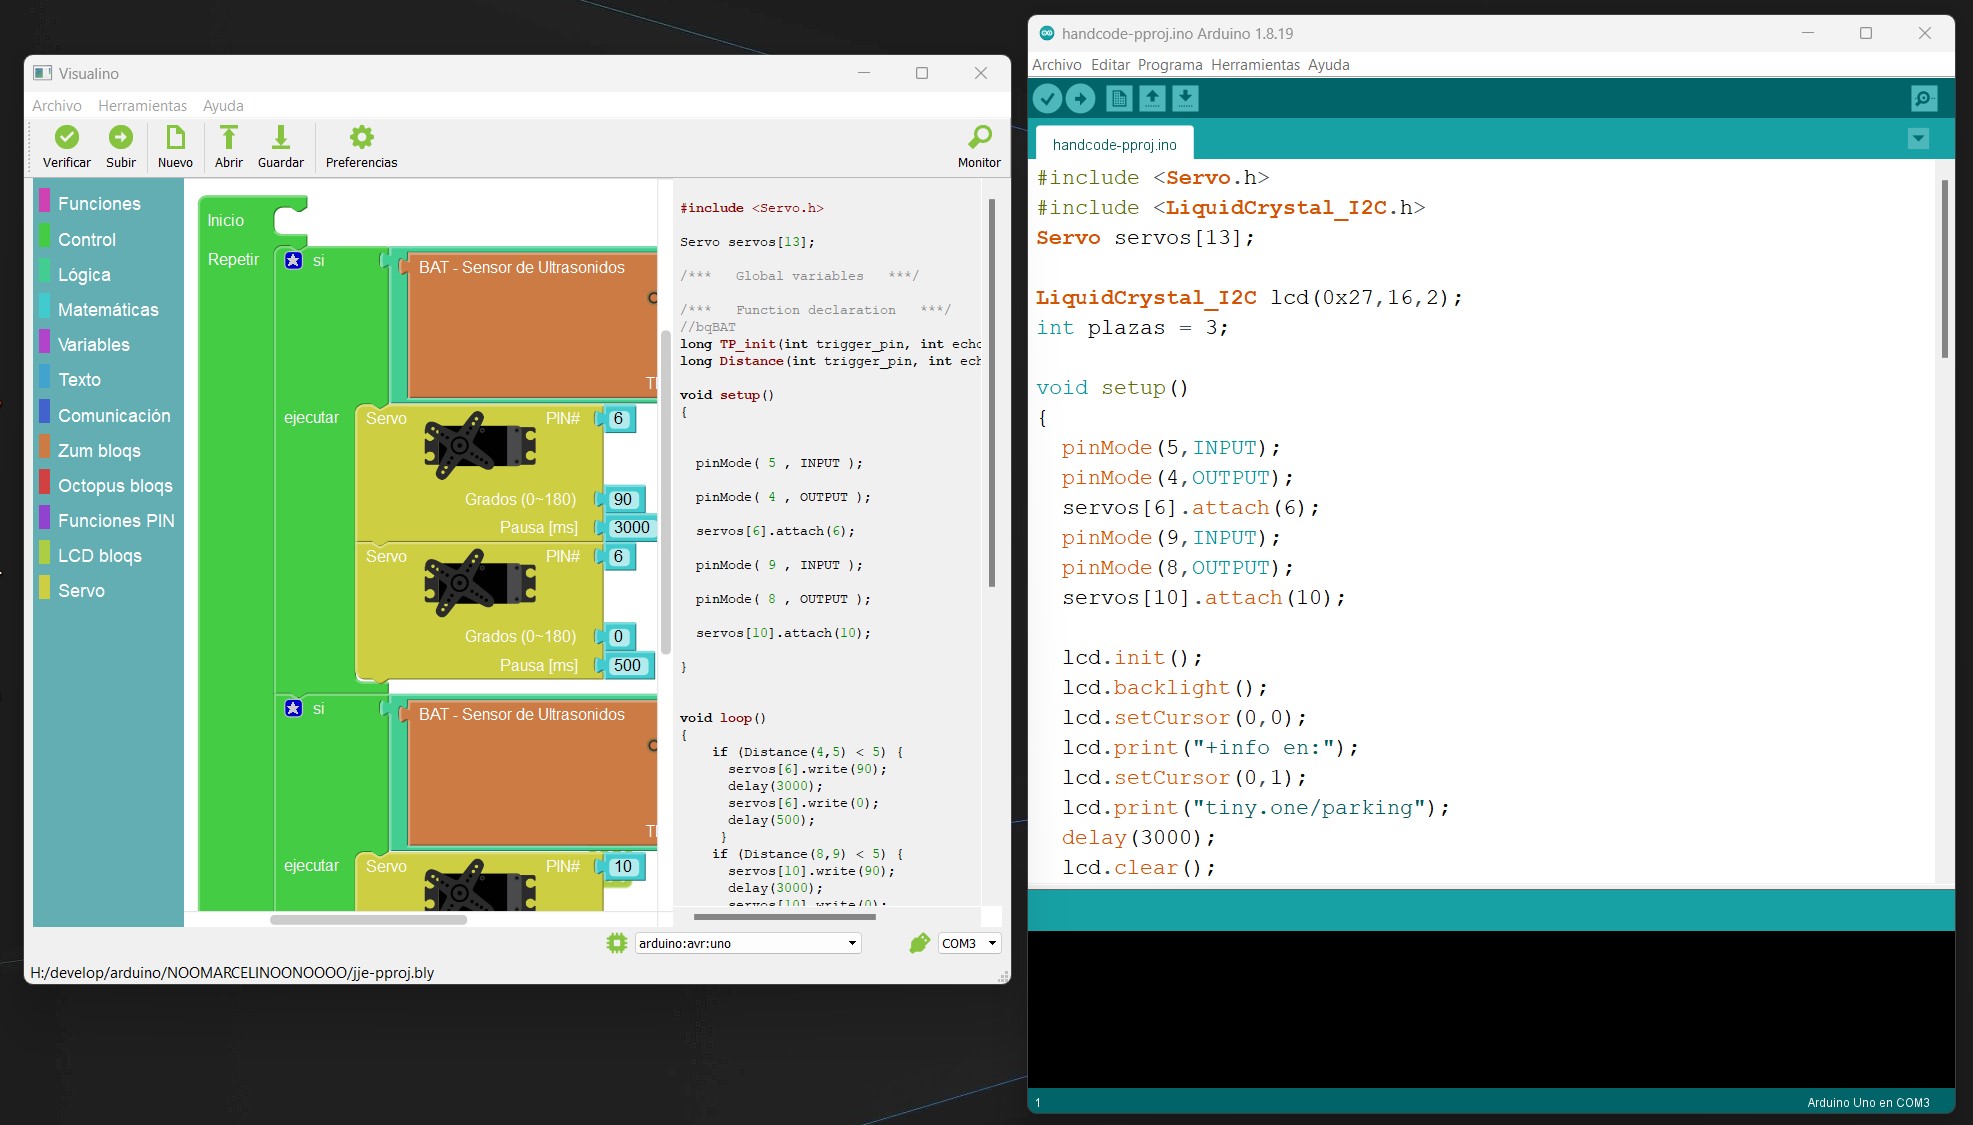 Visualino
Archivo Herramientas Ayuda
Verificar Subir Nuevo Abrir Guardar Preferencias Monitor
Funciones
Control
Lógica
Matemáticas
Variables
Texto
Comunicación
Zum bloqs
Octopus bloqs
Funciones PIN
LCD bloqs
Servo
Inicio
Repetir
si
BAT - Sensor de Ultrasonidos
ejecutar
Servo PIN# 6
Grados (0~180) 90
Pausa [ms] 3000
Servo PIN# 6
Grados (0~180) 0
Pausa [ms] 500
si
BAT - Sensor de Ultrasonidos
ejecutar
Servo PIN# 10
#include <Servo.h>
Servo servos[13];
/*** Global variables ***/
/*** Function declaration ***/
//bqBAT
long TP_init(int trigger_pin, int echo
long Distance(int trigger_pin, int ech
void setup()
{
pinMode( 5 , INPUT );
pinMode( 4 , OUTPUT );
servos[6].attach(6);
pinMode( 9 , INPUT );
pinMode( 8 , OUTPUT );
servos[10].attach(10);
}
void loop()
{
if (Distance(4,5) < 5) {
servos[6].write(90);
delay(3000);
servos[6].write(0);
delay(500);
}
if (Distance(8,9) < 5) {
servos[10].write(90);
delay(3000);
servos[10].write(0);
arduino:avr:uno COM3
H:/develop/arduino/NOOMARCELINOONOOOO/jje-pproj.bly
handcode-pproj.ino Arduino 1.8.19
Archivo Editar Programa Herramientas Ayuda
handcode-pproj.ino
#include <Servo.h>
#include <LiquidCrystal_I2C.h>
Servo servos[13];
LiquidCrystal_I2C lcd(0x27,16,2);
int plazas = 3;
void setup()
{
pinMode(5,INPUT);
pinMode(4,OUTPUT);
servos[6].attach(6);
pinMode(9,INPUT);
pinMode(8,OUTPUT);
servos[10].attach(10);
lcd.init();
lcd.backlight();
lcd.setCursor(0,0);
lcd.print("+info en:");
lcd.setCursor(0,1);
lcd.print("tiny.one/parking");
delay(3000);
lcd.clear();
1 Arduino Uno en COM3